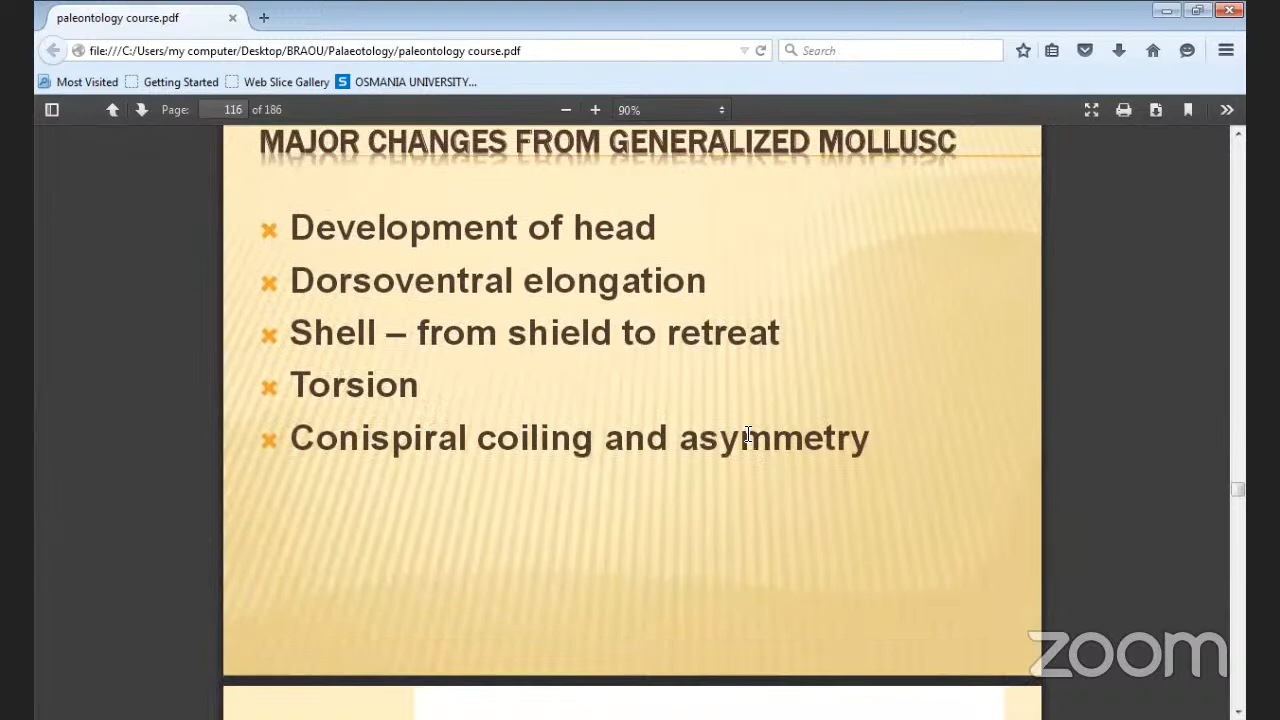 paleontology course.pdf
file:///C:/Users/my computer/Desktop/BRAOU/Palaeotology/paleontology course.pdf
Search
Most Visited Getting Started Web Slice Gallery S OSMANIA UNIVERSITY...
Page: 116 of 186 90%
MAJOR CHANGES FROM GENERALIZED MOLLUSC
Development of head
Dorsoventral elongation
Shell – from shield to retreat
Torsion
Conispiral coiling and asymmetry
zoom